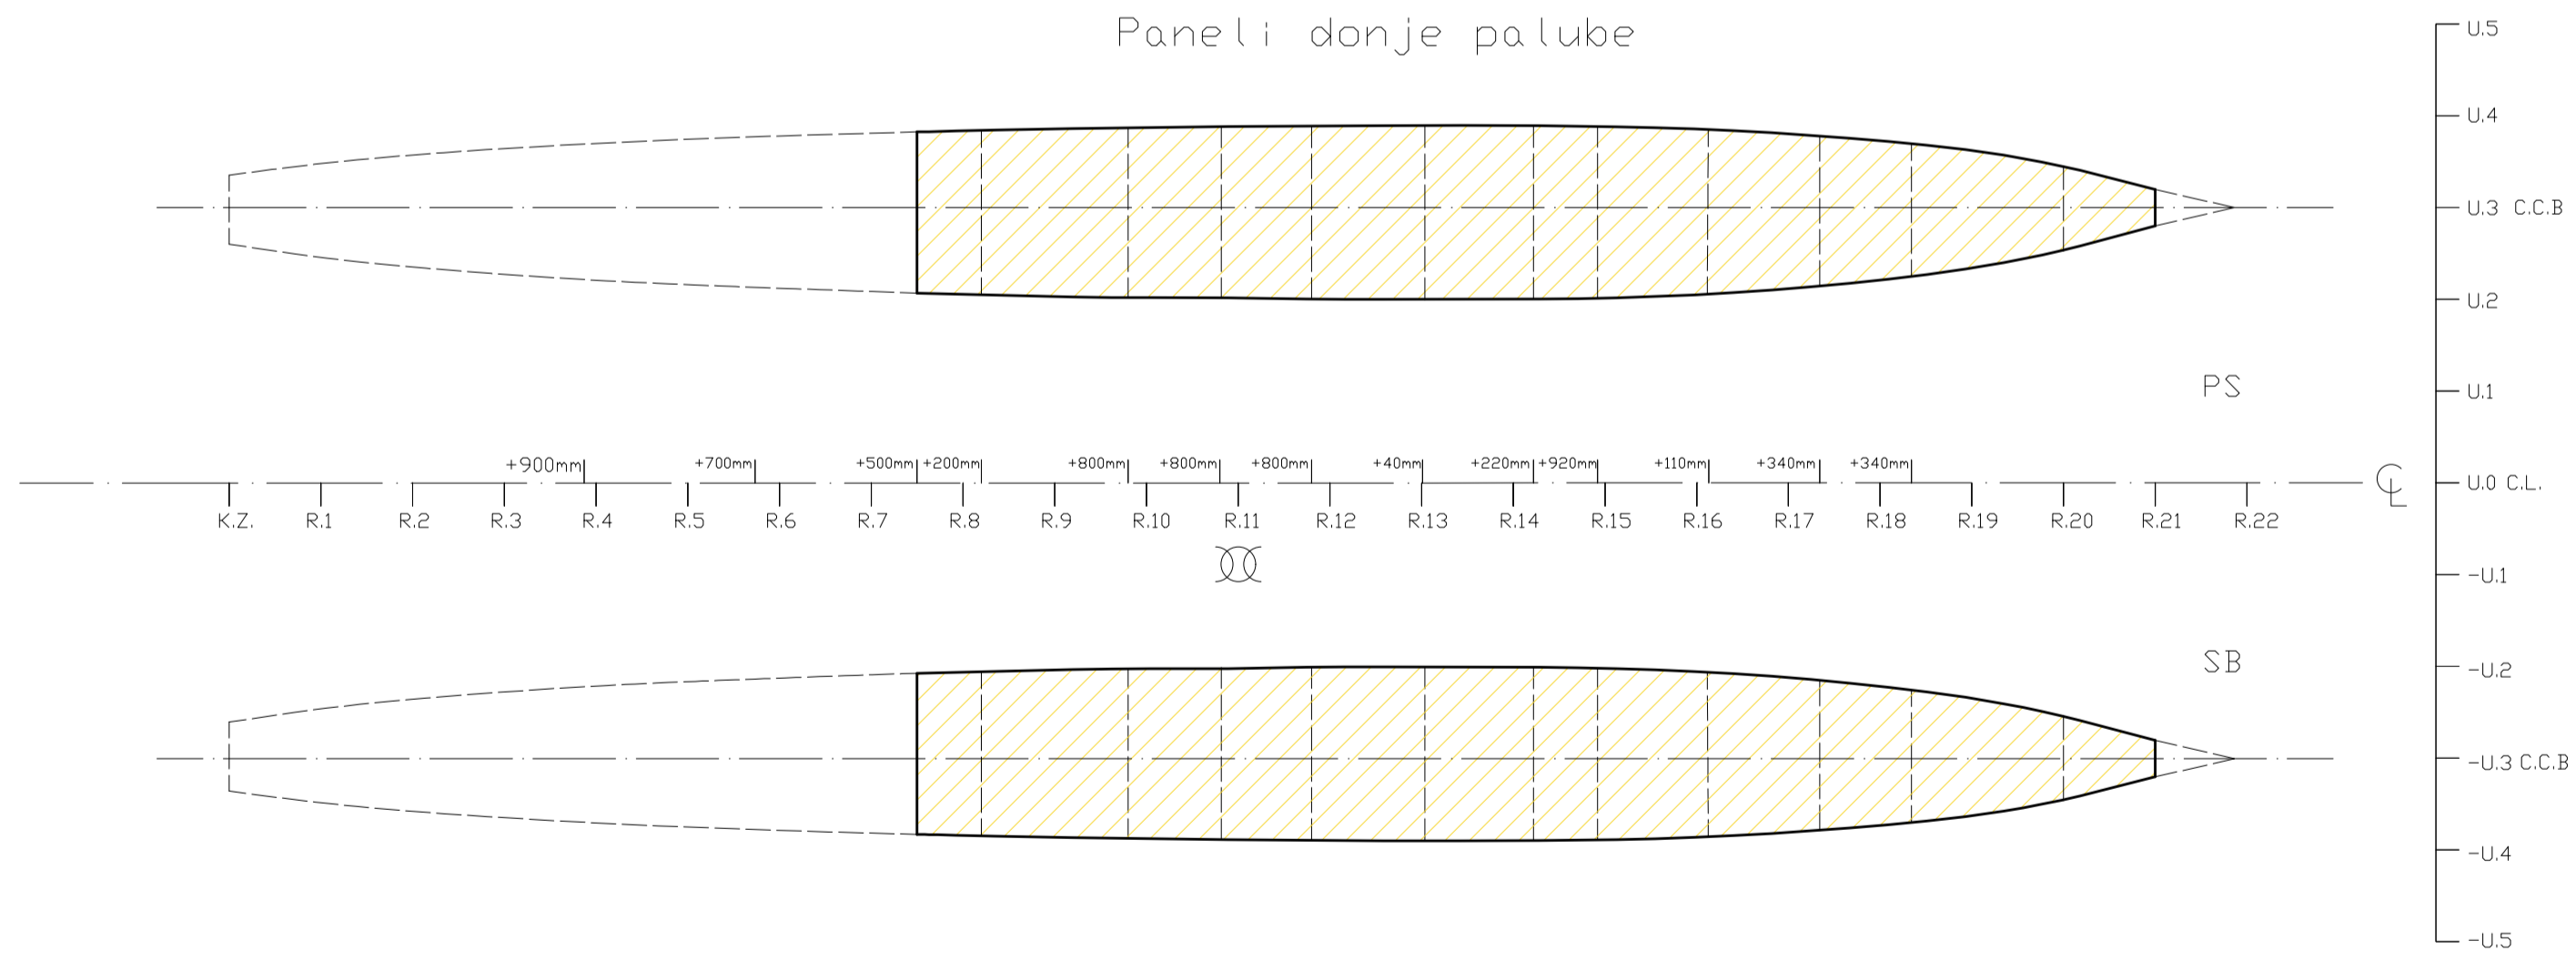 Paneli donje palube
U.5
U.4
U.3 C.C.B
U.2
PS
U.1
+900mm +700mm +500mm +200mm +800mm +800mm +800mm +40mm +220mm +920mm +110mm +340mm +340mm
U.0 C.L.
K.Z. R.1 R.2 R.3 R.4 R.5 R.6 R.7 R.8 R.9 R.10 R.11 R.12 R.13 R.14 R.15 R.16 R.17 R.18 R.19 R.20 R.21 R.22
-U.1
SB
-U.2
-U.3 C.C.B
-U.4
-U.5